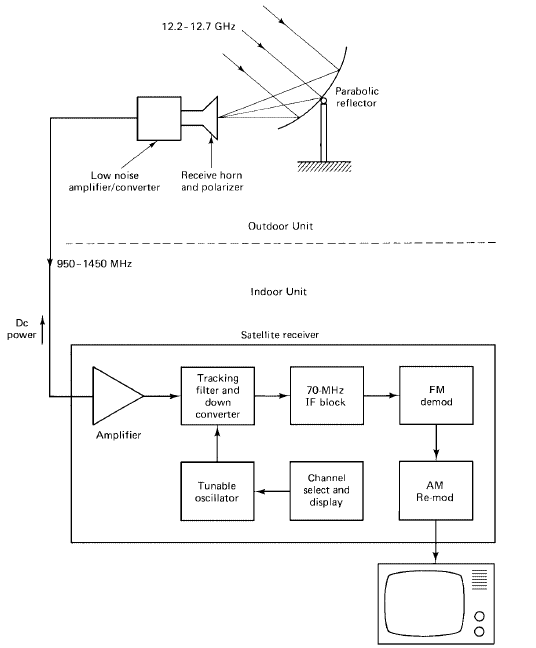 12.2–12.7 GHz
Parabolic
reflector
Low noise
amplifier/converter
Receive horn
and polarizer
Outdoor Unit
950–1450 MHz
Indoor Unit
Dc
power
Satellite receiver
Tracking
filter and
down
converter
70-MHz
IF block
FM
demod
Amplifier
Tunable
oscillator
Channel
select and
display
AM
Re-mod